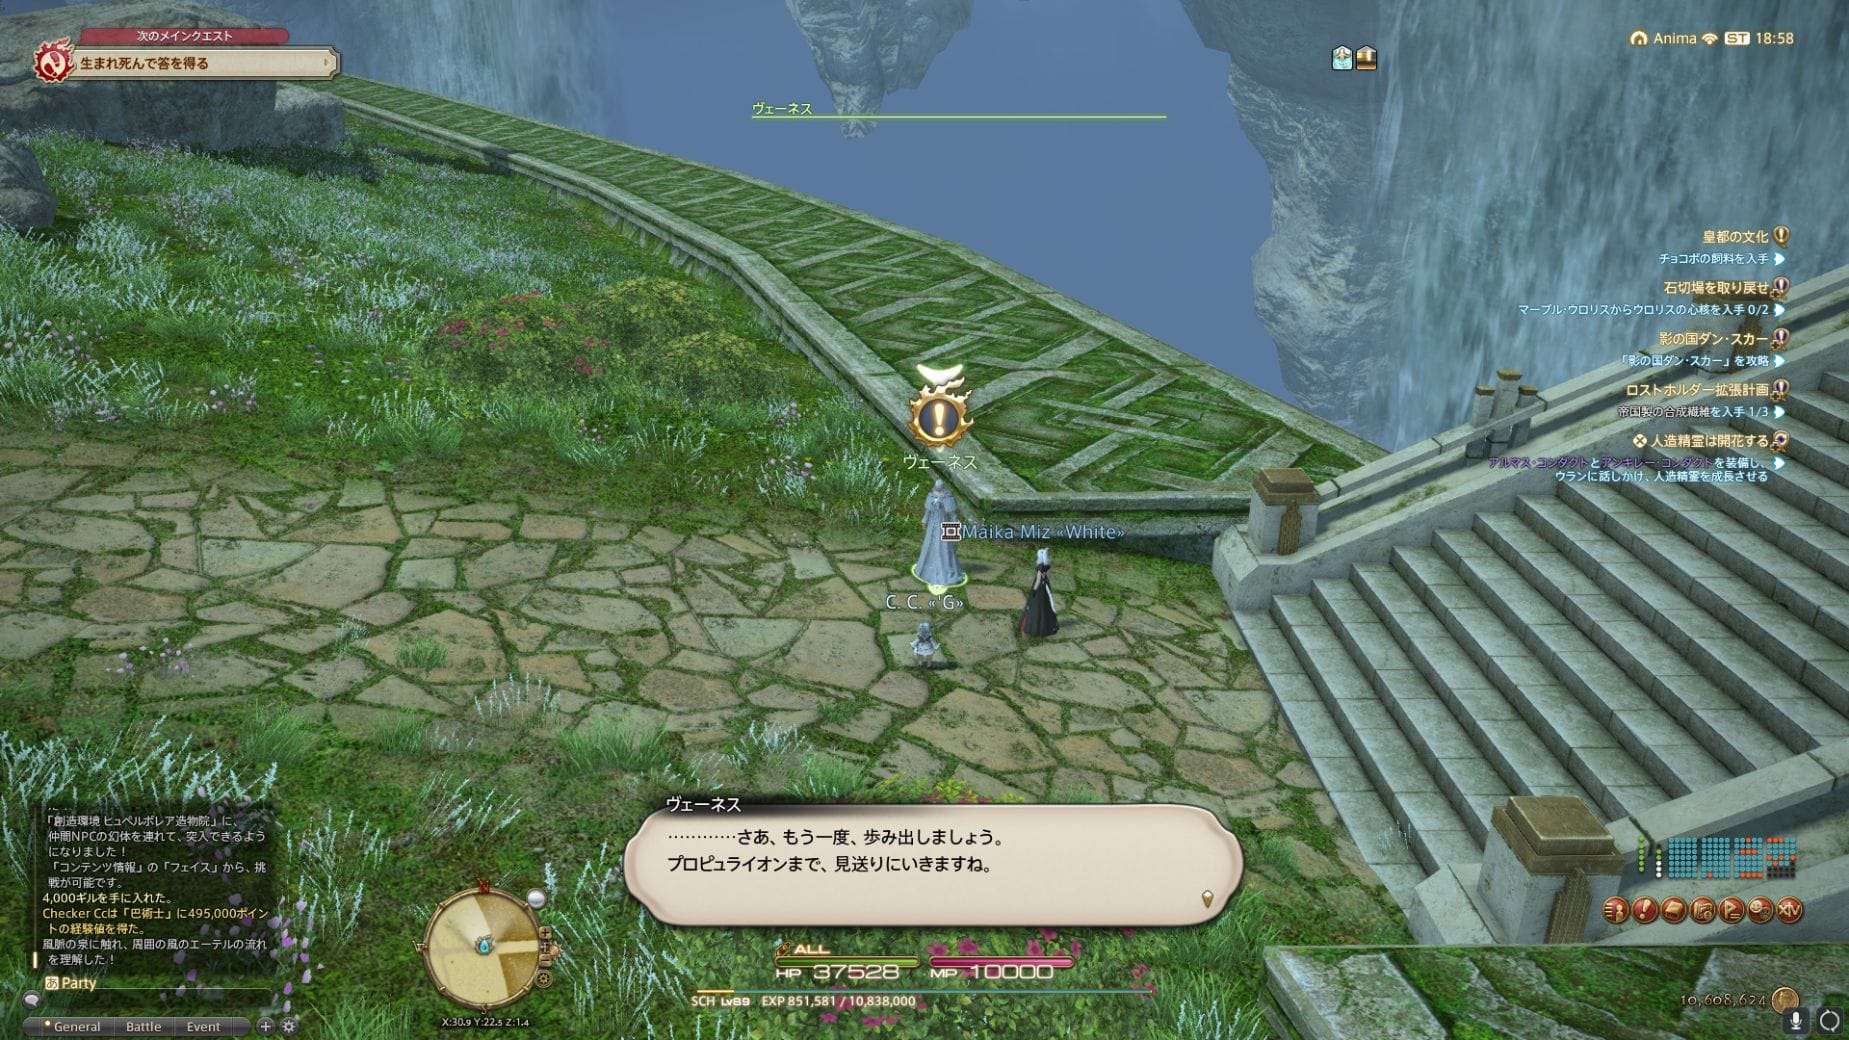 次のメインクエスト
生まれ死んで答を得る
Anima ST 18:58
ヴェーネス
皇都の文化
チョコボの飼料を入手
石切場を取り戻せ
マーブル・ウロリスからウロリスの心核を入手 0/2
影の国ダン・スカー
「影の国ダン・スカー」を攻略
ロストホルダー拡張計画
帝国製の合成繊維を入手 1/3
人造精霊は開花する
アルマス・コンダクトとアンキレー・コンダクトを装備し、
ウランに話しかけ、人造精霊を成長させる
ヴェーネス
Maika Miz «White»
C. C. «'G»
ヴェーネス
…………さあ、もう一度、歩み出しましょう。
プロピュライオンまで、見送りにいきますね。
「創造環境 ヒュペルボレア造物院」に、
仲間NPCの幻体を連れて、突入できるよう
になりました！
「コンテンツ情報」の「フェイス」から、挑
戦が可能です。
4,000ギルを手に入れた。
Checker Ccは「巴術士」に495,000ポイン
トの経験値を得た。
風脈の泉に触れ、周囲の風のエーテルの流れ
を理解した！
あ Party
General Battle Event
X:30.9 Y:22.5 Z:1.4
ALL
HP 37528 MP 10000
SCH Lv89 EXP 851,581 / 10,838,000
10,608,624